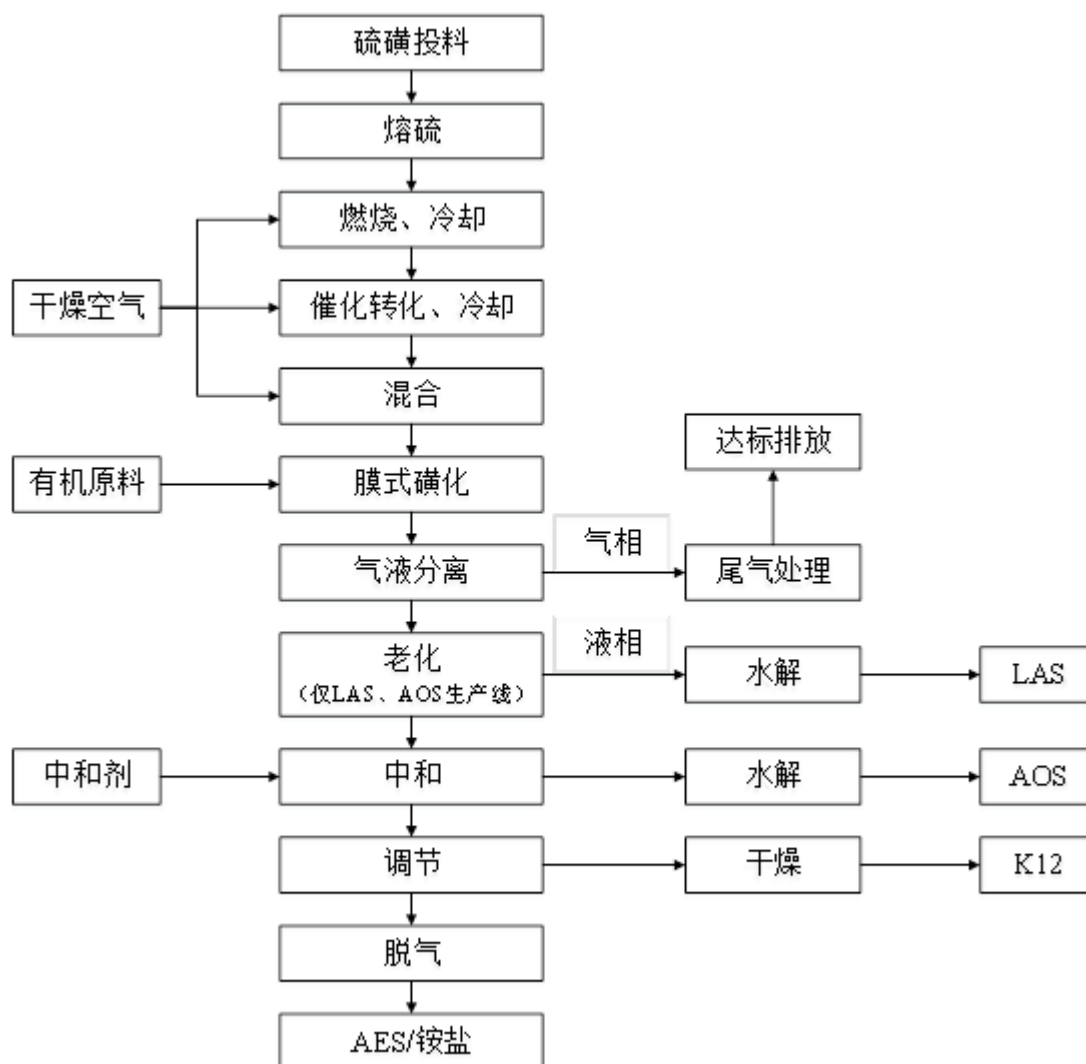 硫磺投料
熔硫
燃烧、冷却
干燥空气
催化转化、冷却
混合
达标排放
有机原料
膜式磺化
气相
气液分离
尾气处理
液相
老化
（仅LAS、AOS生产线）
水解
LAS
中和剂
中和
水解
AOS
调节
干燥
K12
脱气
AES/铵盐